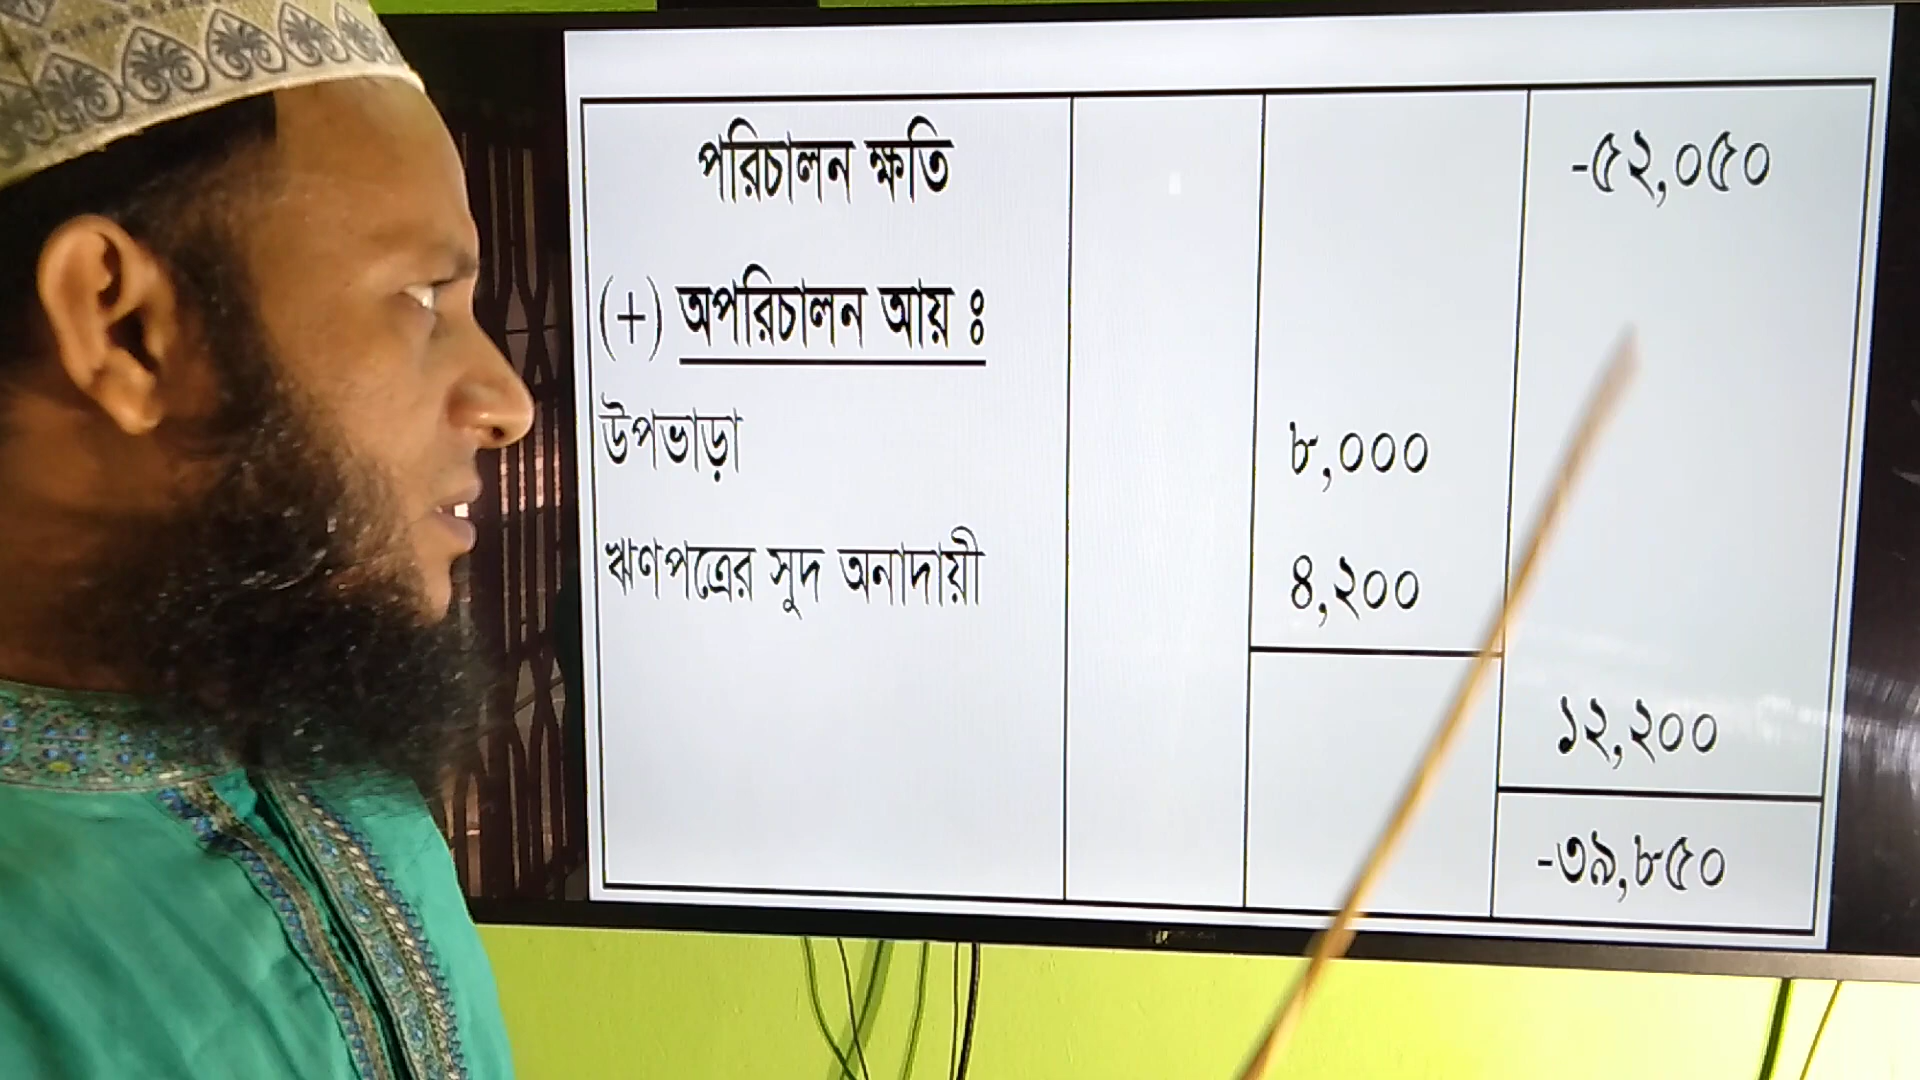 পরিচালন ক্ষতি -৫২,০৫০
(+) অপরিচালন আয় ঃ
উপভাড়া ৮,০০০
ঋণপত্রের সুদ অনাদায়ী ৪,২০০
১২,২০০
-৩৯,৮৫০